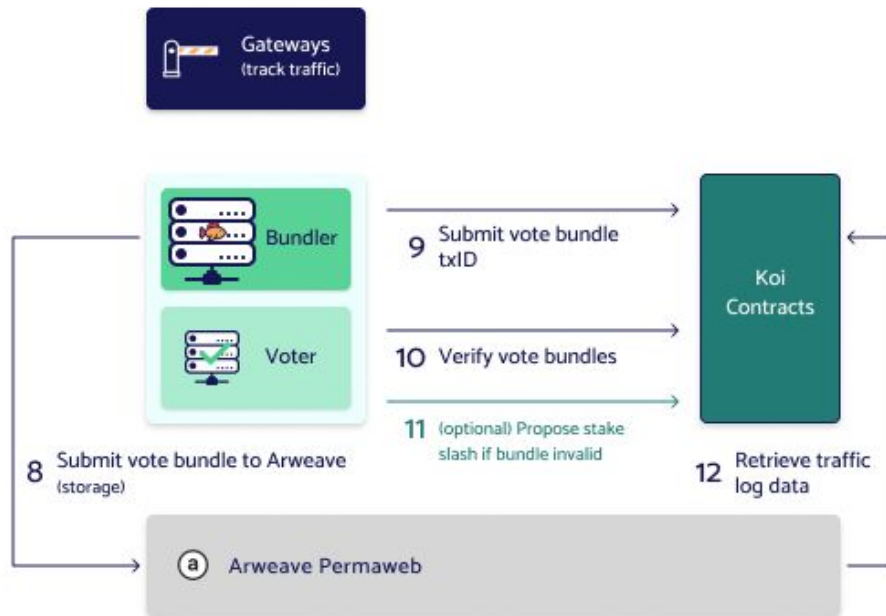 Gateways
(track traffic)
Bundler
Voter
9 Submit vote bundle
txID
10 Verify vote bundles
11 (optional) Propose stake
slash if bundle invalid
Koi
Contracts
8 Submit vote bundle to Arweave
(storage)
12 Retrieve traffic
log data
a Arweave Permaweb